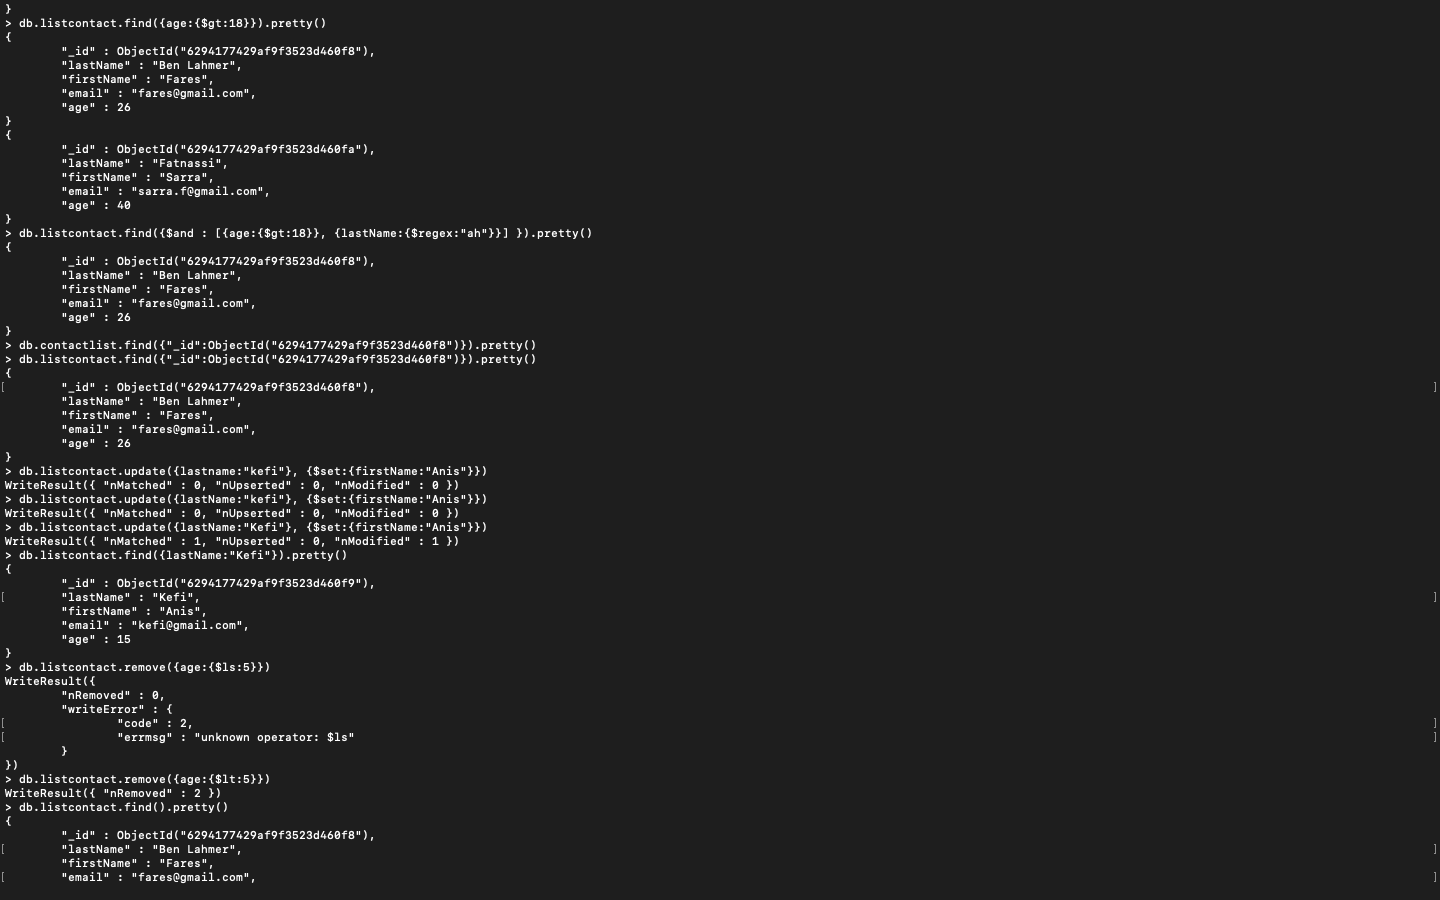 }
> db.listcontact.find({age:{$gt:18}}).pretty()
{
        "_id" : ObjectId("6294177429af9f3523d460f8"),
        "lastName" : "Ben Lahmer",
        "firstName" : "Fares",
        "email" : "fares@gmail.com",
        "age" : 26
}
{
        "_id" : ObjectId("6294177429af9f3523d460fa"),
        "lastName" : "Fatnassi",
        "firstName" : "Sarra",
        "email" : "sarra.f@gmail.com",
        "age" : 40
}
> db.listcontact.find({$and : [{age:{$gt:18}}, {lastName:{$regex:"ah"}}] }).pretty()
{
        "_id" : ObjectId("6294177429af9f3523d460f8"),
        "lastName" : "Ben Lahmer",
        "firstName" : "Fares",
        "email" : "fares@gmail.com",
        "age" : 26
}
> db.contactlist.find({"_id":ObjectId("6294177429af9f3523d460f8")}).pretty()
> db.listcontact.find({"_id":ObjectId("6294177429af9f3523d460f8")}).pretty()
{
[        "_id" : ObjectId("6294177429af9f3523d460f8"), ]
        "lastName" : "Ben Lahmer",
        "firstName" : "Fares",
        "email" : "fares@gmail.com",
        "age" : 26
}
> db.listcontact.update({lastname:"kefi"}, {$set:{firstName:"Anis"}})
WriteResult({ "nMatched" : 0, "nUpserted" : 0, "nModified" : 0 })
> db.listcontact.update({lastName:"kefi"}, {$set:{firstName:"Anis"}})
WriteResult({ "nMatched" : 0, "nUpserted" : 0, "nModified" : 0 })
> db.listcontact.update({lastName:"Kefi"}, {$set:{firstName:"Anis"}})
WriteResult({ "nMatched" : 1, "nUpserted" : 0, "nModified" : 1 })
> db.listcontact.find({lastName:"Kefi"}).pretty()
{
        "_id" : ObjectId("6294177429af9f3523d460f9"),
[        "lastName" : "Kefi", ]
        "firstName" : "Anis",
        "email" : "kefi@gmail.com",
        "age" : 15
}
> db.listcontact.remove({age:{$ls:5}})
WriteResult({
        "nRemoved" : 0,
        "writeError" : {
[                "code" : 2, ]
[                "errmsg" : "unknown operator: $ls" ]
        }
})
> db.listcontact.remove({age:{$lt:5}})
WriteResult({ "nRemoved" : 2 })
> db.listcontact.find().pretty()
{
        "_id" : ObjectId("6294177429af9f3523d460f8"),
[        "lastName" : "Ben Lahmer", ]
        "firstName" : "Fares",
[        "email" : "fares@gmail.com", ]